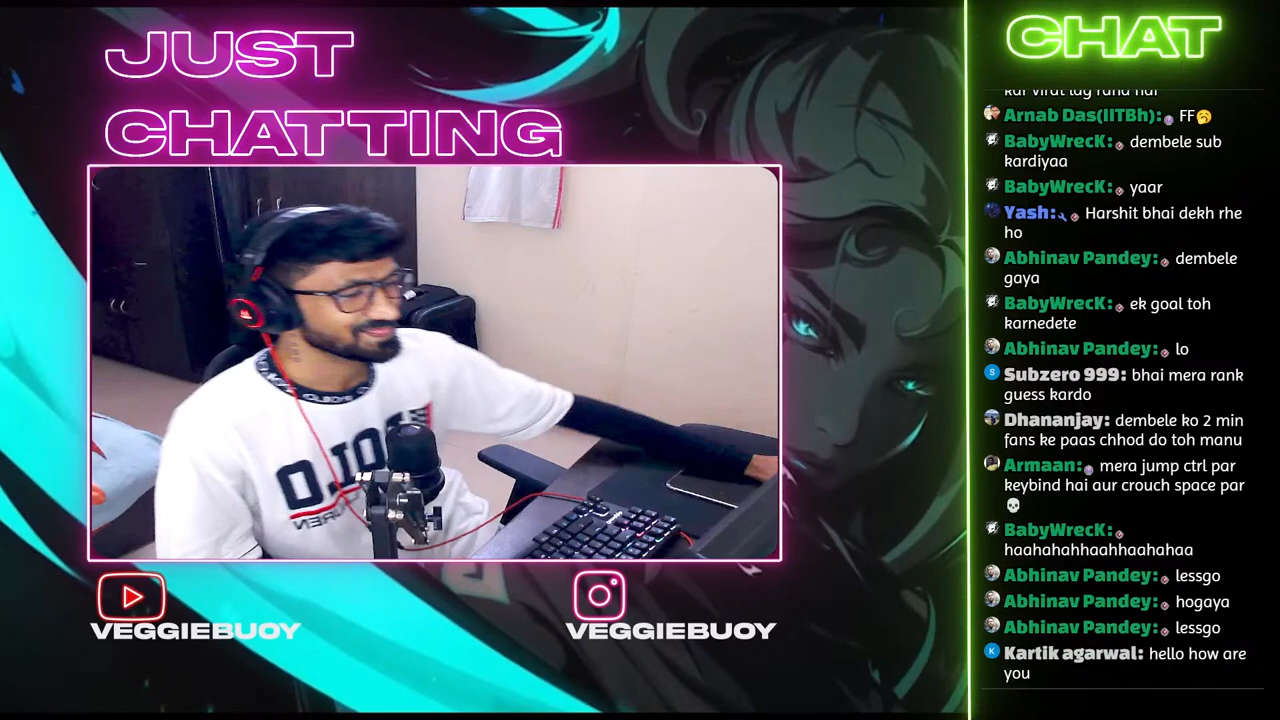 JUST
CHATTING
CHAT
Arnab Das(IITBh): FF
BabyWrecK: dembele sub
kardiyaa
BabyWrecK: yaar
Yash: Harshit bhai dekh rhe
ho
Abhinav Pandey: dembele
gaya
BabyWrecK: ek goal toh
karnedete
Abhinav Pandey: lo
Subzero 999: bhai mera rank
guess kardo
Dhananjay: dembele ko 2 min
fans ke paas chhod do toh manu
Armaan: mera jump ctrl par
keybind hai aur crouch space par
💀
BabyWrecK:
haahahahhaahhaahahaa
Abhinav Pandey: lessgo
Abhinav Pandey: hogaya
Abhinav Pandey: lessgo
Kartik agarwal: hello how are
you
VEGGIEBUOY
VEGGIEBUOY